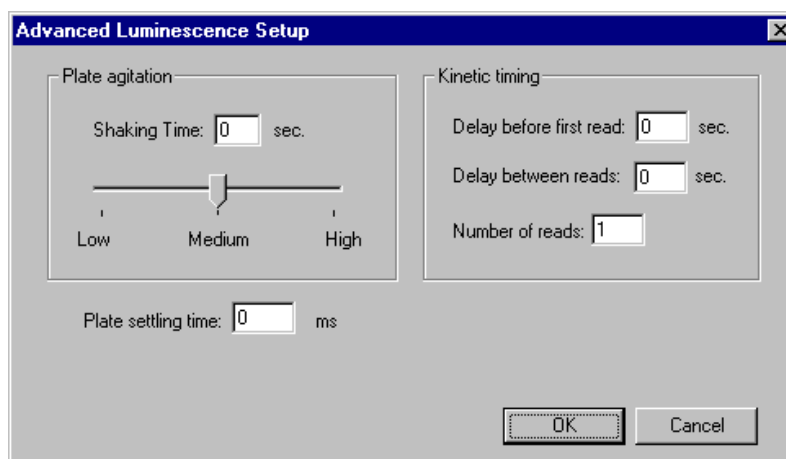 Advanced Luminescence Setup
Plate agitation
Shaking Time: 0 sec.
Low Medium High
Plate settling time: 0 ms
Kinetic timing
Delay before first read: 0 sec.
Delay between reads: 0 sec.
Number of reads: 1
OK Cancel